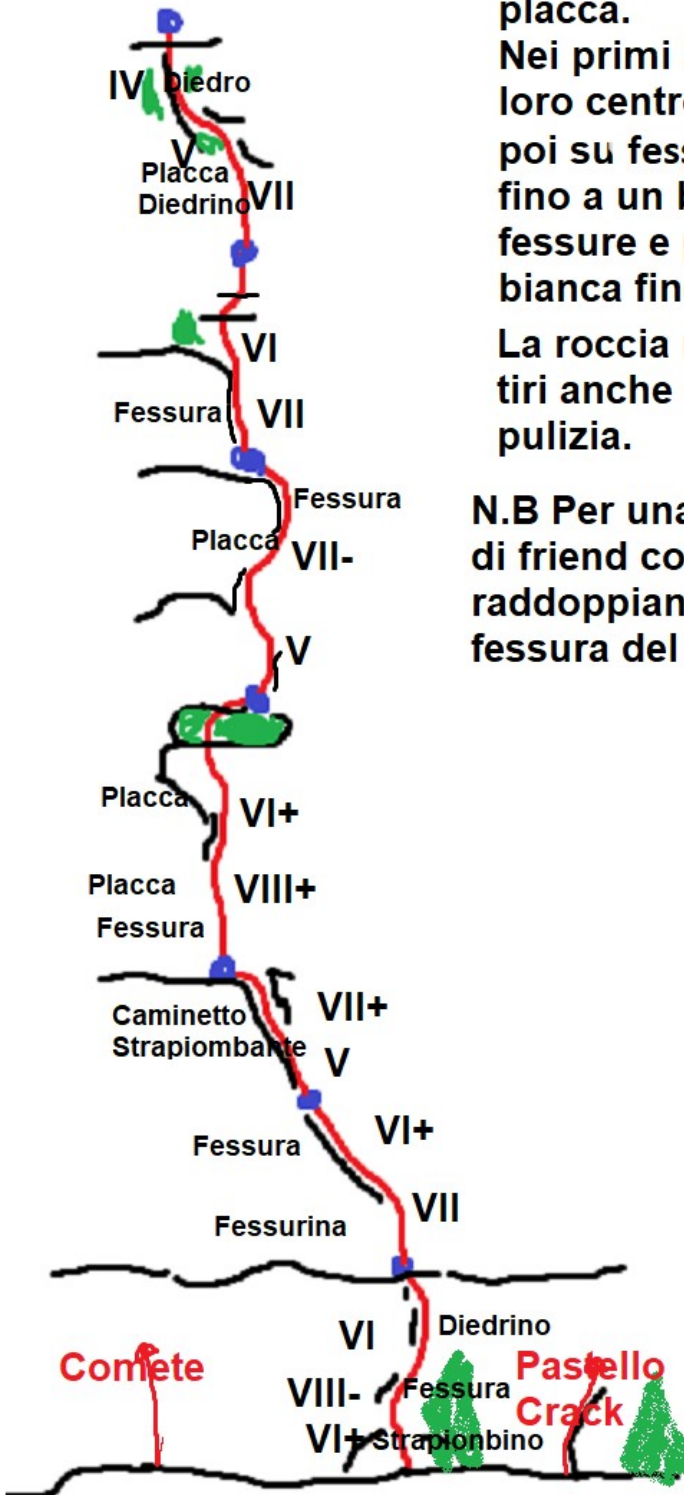 placca.
Nei primi
loro centr
poi su fes
fino a un
fessure e
bianca fin
La roccia
tiri anche
pulizia.
N.B Per una
di friend co
raddoppian
fessura del
IV Diedro
V
Placca
Diedrino VII
VI
Fessura VII
Fessura
Placca VII-
V
Placca VI+
Placca VIII+
Fessura
Caminetto VII+
Strapiombante
V
VI+
Fessura
VII
Fessurina
VI Diedrino
Comete
Pastello
VIII- Fessura
Crack
VI+ Strapionbino